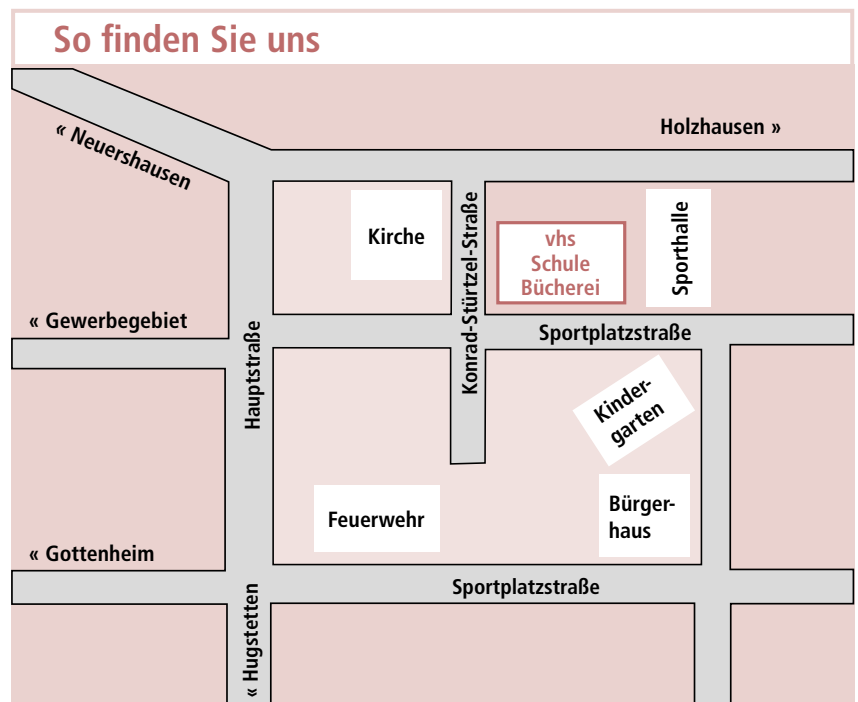 So finden Sie uns
Holzhausen »
« Neuershausen
Kirche
Konrad-Stürtzel-Straße
vhs
Schule
Bücherei
Sporthalle
« Gewerbegebiet
Hauptstraße
Sportplatzstraße
Kinder-
garten
Feuerwehr
Bürger-
haus
« Gottenheim
Sportplatzstraße
« Hugstetten